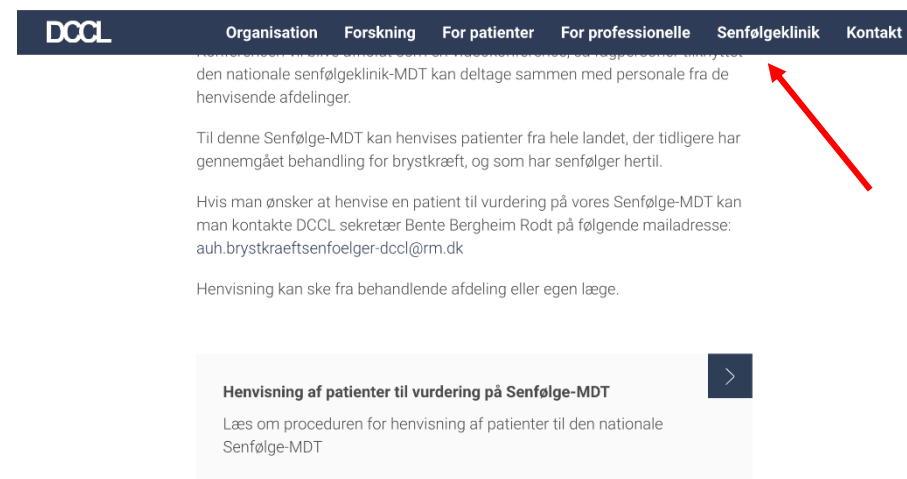 DCCL
Organisation Forskning For patienter For professionelle Senfølgeklinik Kontakt
den nationale senfølgeklinik-MDT kan deltage sammen med personale fra de
henvisende afdelinger.
Til denne Senfølge-MDT kan henvises patienter fra hele landet, der tidligere har
gennemgået behandling for brystkræft, og som har senfølger hertil.
Hvis man ønsker at henvise en patient til vurdering på vores Senfølge-MDT kan
man kontakte DCCL sekretær Bente Bergheim Rodt på følgende mailadresse:
auh.brystkraeftsenfoelger-dccl@rm.dk
Henvisning kan ske fra behandlende afdeling eller egen læge.
Henvisning af patienter til vurdering på Senfølge-MDT
Læs om proceduren for henvisning af patienter til den nationale
Senfølge-MDT